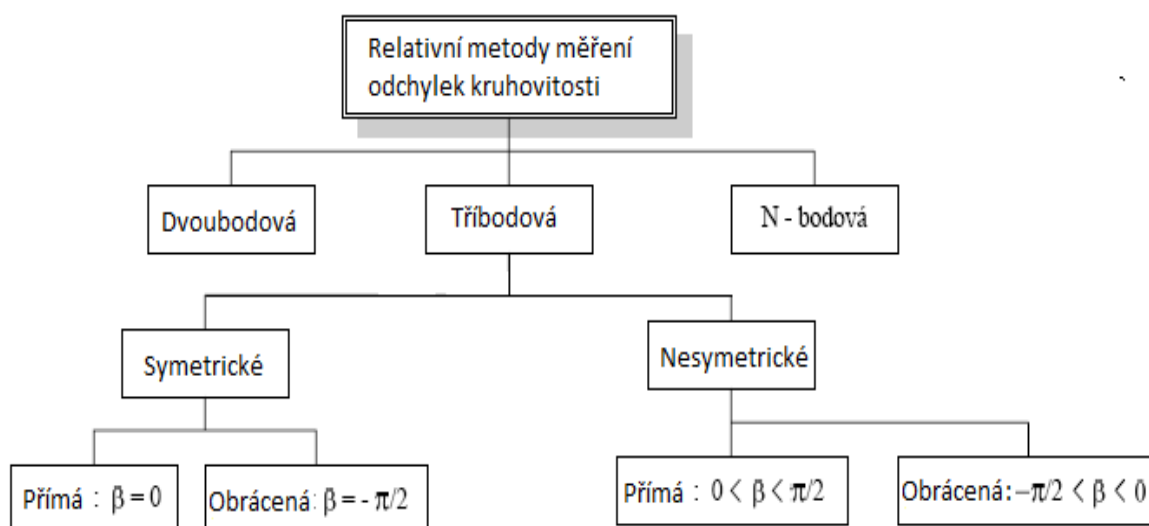 Relativní metody měření
odchylek kruhovitosti
Dvoubodová
Tříbodová
N - bodová
Symetrické
Nesymetrické
Přímá : β = 0
Obrácená: β = - π/2
Přímá : 0 < β < π/2
Obrácená: −π/2 < β < 0